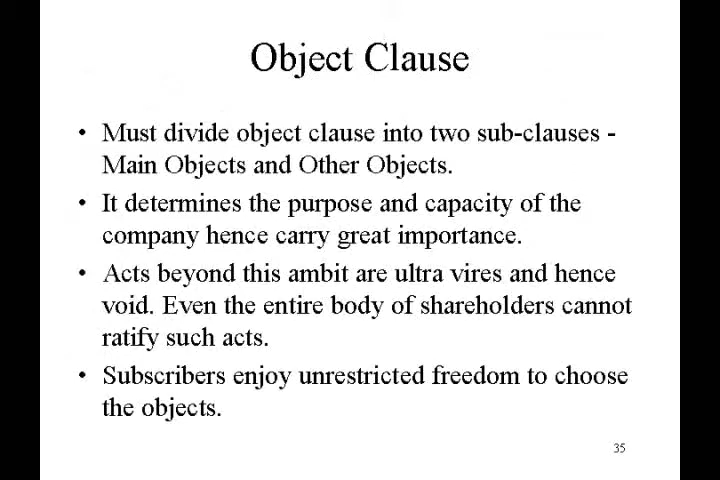 Object Clause
• Must divide object clause into two sub-clauses -
Main Objects and Other Objects.
• It determines the purpose and capacity of the
company hence carry great importance.
• Acts beyond this ambit are ultra vires and hence
void. Even the entire body of shareholders cannot
ratify such acts.
• Subscribers enjoy unrestricted freedom to choose
the objects.
35